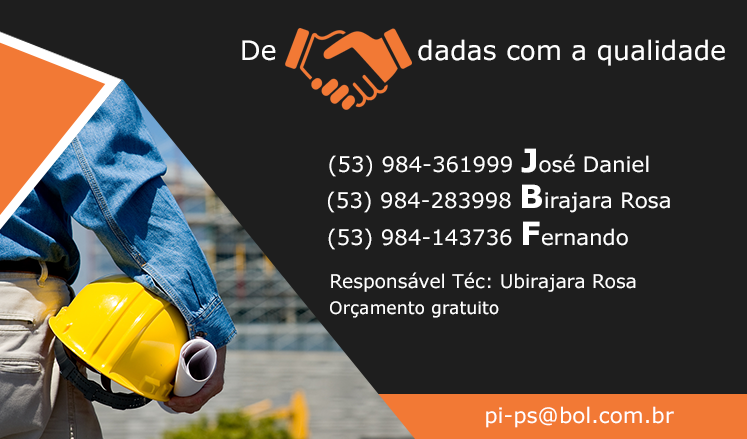 De dadas com a qualidade
(53) 984-361999 José Daniel
(53) 984-283998 Birajara Rosa
(53) 984-143736 Fernando
Responsável Téc: Ubirajara Rosa
Orçamento gratuito
pi-ps@bol.com.br